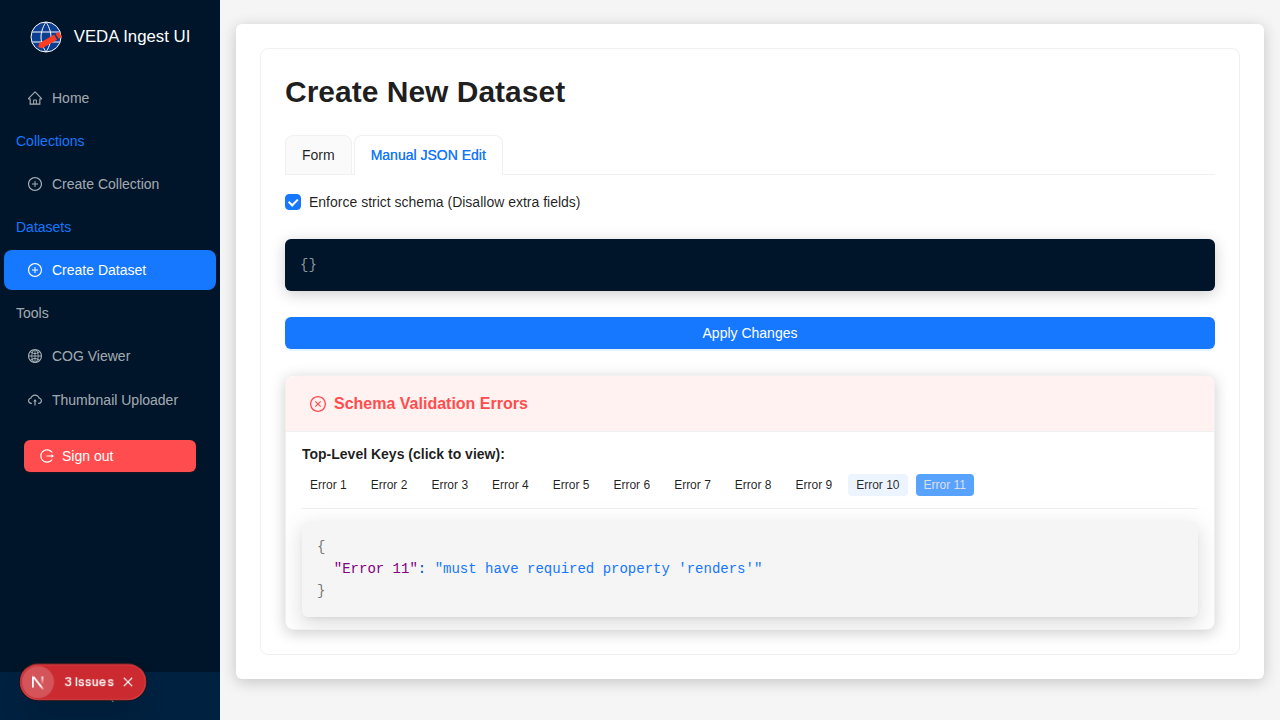 VEDA Ingest UI
Home
Collections
Create Collection
Datasets
Create Dataset
Tools
COG Viewer
Thumbnail Uploader
Sign out
3 Issues
Create New Dataset
Form
Manual JSON Edit
Enforce strict schema (Disallow extra fields)
{}
Apply Changes
Schema Validation Errors
Top-Level Keys (click to view):
Error 1 Error 2 Error 3 Error 4 Error 5 Error 6 Error 7 Error 8 Error 9 Error 10 Error 11
{
"Error 11": "must have required property 'renders'"
}